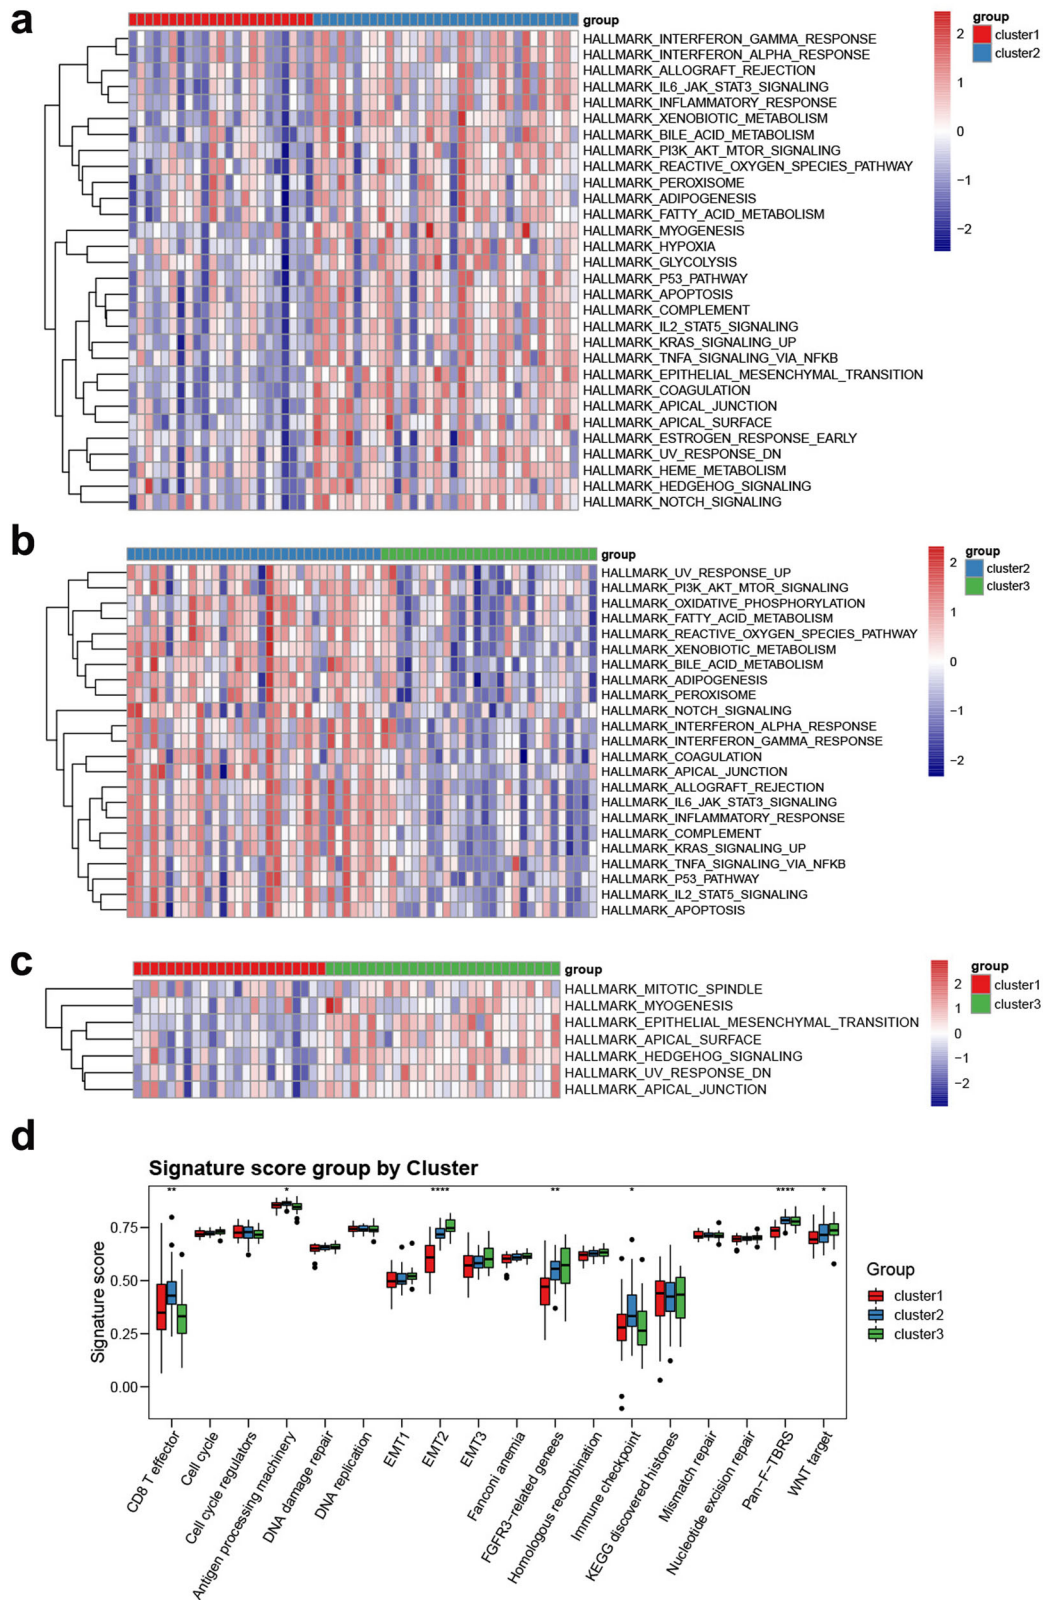 a
group
HALLMARK_INTERFERON_GAMMA_RESPONSE
HALLMARK_INTERFERON_ALPHA_RESPONSE
HALLMARK_ALLOGRAFT_REJECTION
HALLMARK_IL6_JAK_STAT3_SIGNALING
HALLMARK_INFLAMMATORY_RESPONSE
HALLMARK_XENOBIOTIC_METABOLISM
HALLMARK_BILE_ACID_METABOLISM
HALLMARK_PI3K_AKT_MTOR_SIGNALING
HALLMARK_REACTIVE_OXYGEN_SPECIES_PATHWAY
HALLMARK_PEROXISOME
HALLMARK_ADIPOGENESIS
HALLMARK_FATTY_ACID_METABOLISM
HALLMARK_MYOGENESIS
HALLMARK_HYPOXIA
HALLMARK_GLYCOLYSIS
HALLMARK_P53_PATHWAY
HALLMARK_APOPTOSIS
HALLMARK_COMPLEMENT
HALLMARK_IL2_STAT5_SIGNALING
HALLMARK_KRAS_SIGNALING_UP
HALLMARK_TNFA_SIGNALING_VIA_NFKB
HALLMARK_EPITHELIAL_MESENCHYMAL_TRANSITION
HALLMARK_COAGULATION
HALLMARK_APICAL_JUNCTION
HALLMARK_APICAL_SURFACE
HALLMARK_ESTROGEN_RESPONSE_EARLY
HALLMARK_UV_RESPONSE_DN
HALLMARK_HEME_METABOLISM
HALLMARK_HEDGEHOG_SIGNALING
HALLMARK_NOTCH_SIGNALING
2
1
0
−1
−2
group
cluster1
cluster2
b
group
HALLMARK_UV_RESPONSE_UP
HALLMARK_PI3K_AKT_MTOR_SIGNALING
HALLMARK_OXIDATIVE_PHOSPHORYLATION
HALLMARK_FATTY_ACID_METABOLISM
HALLMARK_REACTIVE_OXYGEN_SPECIES_PATHWAY
HALLMARK_XENOBIOTIC_METABOLISM
HALLMARK_BILE_ACID_METABOLISM
HALLMARK_ADIPOGENESIS
HALLMARK_PEROXISOME
HALLMARK_NOTCH_SIGNALING
HALLMARK_INTERFERON_ALPHA_RESPONSE
HALLMARK_INTERFERON_GAMMA_RESPONSE
HALLMARK_COAGULATION
HALLMARK_APICAL_JUNCTION
HALLMARK_ALLOGRAFT_REJECTION
HALLMARK_IL6_JAK_STAT3_SIGNALING
HALLMARK_INFLAMMATORY_RESPONSE
HALLMARK_COMPLEMENT
HALLMARK_KRAS_SIGNALING_UP
HALLMARK_TNFA_SIGNALING_VIA_NFKB
HALLMARK_P53_PATHWAY
HALLMARK_IL2_STAT5_SIGNALING
HALLMARK_APOPTOSIS
2
1
0
−1
−2
group
cluster2
cluster3
c
group
HALLMARK_MITOTIC_SPINDLE
HALLMARK_MYOGENESIS
HALLMARK_EPITHELIAL_MESENCHYMAL_TRANSITION
HALLMARK_APICAL_SURFACE
HALLMARK_HEDGEHOG_SIGNALING
HALLMARK_UV_RESPONSE_DN
HALLMARK_APICAL_JUNCTION
2
1
0
−1
−2
group
cluster1
cluster3
d
Signature score group by Cluster
** * **** ** * **** *
Signature score
0.75
0.50
0.25
0.00
CD8 T effector
Cell cycle
Cell cycle regulators
Antigen processing machinery
DNA damage repair
DNA replication
EMT1
EMT2
EMT3
Fanconi anemia
FGFR3−related genees
Homologous recombination
Immune checkpoint
KEGG discovered histones
Mismatch repair
Nucleotide excision repair
Pan−F−TBRS
WNT target
Group
cluster1
cluster2
cluster3